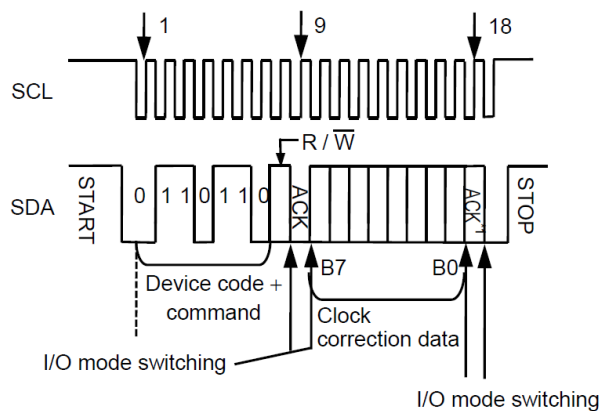 1 9 18
SCL
R / W̅
SDA
START 0 1 1 0 1 1 0 ACK ACK*1 STOP
B7 B0
Device code +
command
Clock
correction data
I/O mode switching
I/O mode switching